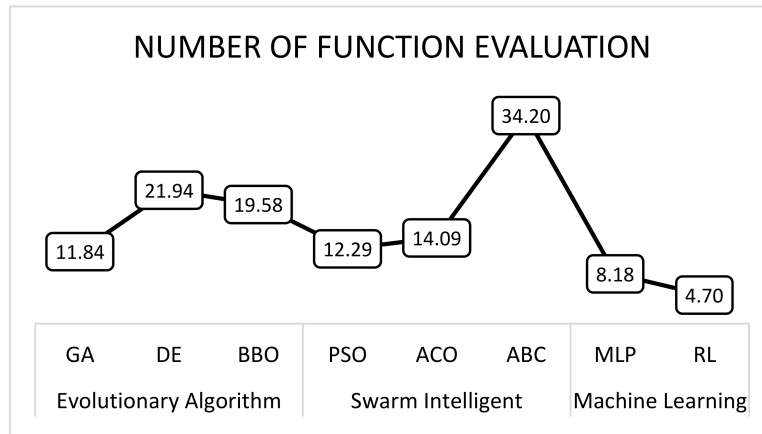 NUMBER OF FUNCTION EVALUATION
34.20
21.94
19.58
14.09
12.29
11.84
8.18
4.70
GA DE BBO PSO ACO ABC MLP RL
Evolutionary Algorithm Swarm Intelligent Machine Learning